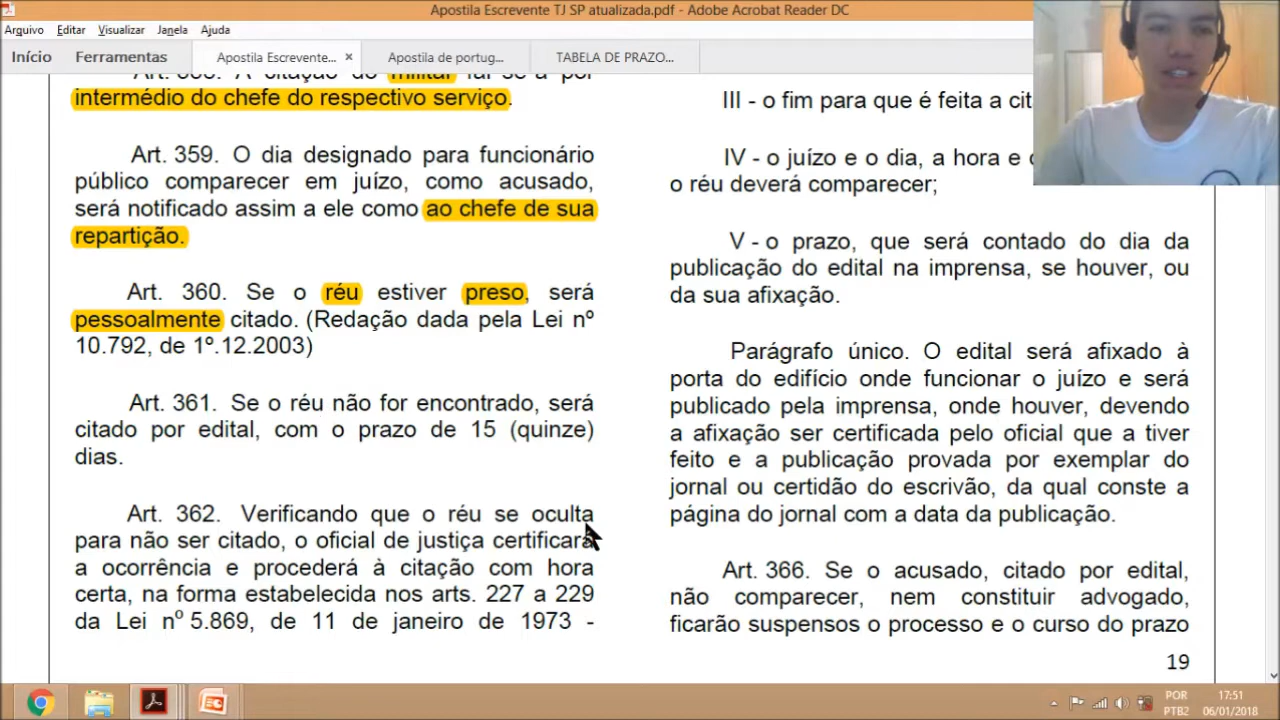 Apostila Escrevente TJ SP atualizada.pdf - Adobe Acrobat Reader DC
Arquivo Editar Visualizar Janela Ajuda
Início Ferramentas Apostila Escrevente... × Apostila de portug... TABELA DE PRAZO...
militar
intermédio do chefe do respectivo serviço.
Art. 359. O dia designado para funcionário
público comparecer em juízo, como acusado,
será notificado assim a ele como ao chefe de sua
repartição.
Art. 360. Se o réu estiver preso, será
pessoalmente citado. (Redação dada pela Lei nº
10.792, de 1º.12.2003)
Art. 361. Se o réu não for encontrado, será
citado por edital, com o prazo de 15 (quinze)
dias.
Art. 362. Verificando que o réu se oculta
para não ser citado, o oficial de justiça certificará
a ocorrência e procederá à citação com hora
certa, na forma estabelecida nos arts. 227 a 229
da Lei nº 5.869, de 11 de janeiro de 1973 -
III - o fim para que é feita a cit
IV - o juízo e o dia, a hora e
o réu deverá comparecer;
V - o prazo, que será contado do dia da
publicação do edital na imprensa, se houver, ou
da sua afixação.
Parágrafo único. O edital será afixado à
porta do edifício onde funcionar o juízo e será
publicado pela imprensa, onde houver, devendo
a afixação ser certificada pelo oficial que a tiver
feito e a publicação provada por exemplar do
jornal ou certidão do escrivão, da qual conste a
página do jornal com a data da publicação.
Art. 366. Se o acusado, citado por edital,
não comparecer, nem constituir advogado,
ficarão suspensos o processo e o curso do prazo
19
POR 17:51
PTB2 06/01/2018